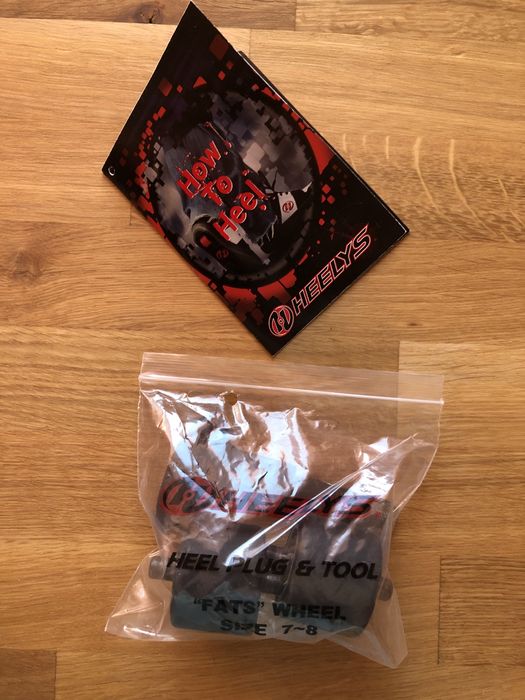 How
To
Heel
HEELYS
HEELYS
HEEL PLUG & TOOL
"FATS" WHEEL
SIZE 7~8